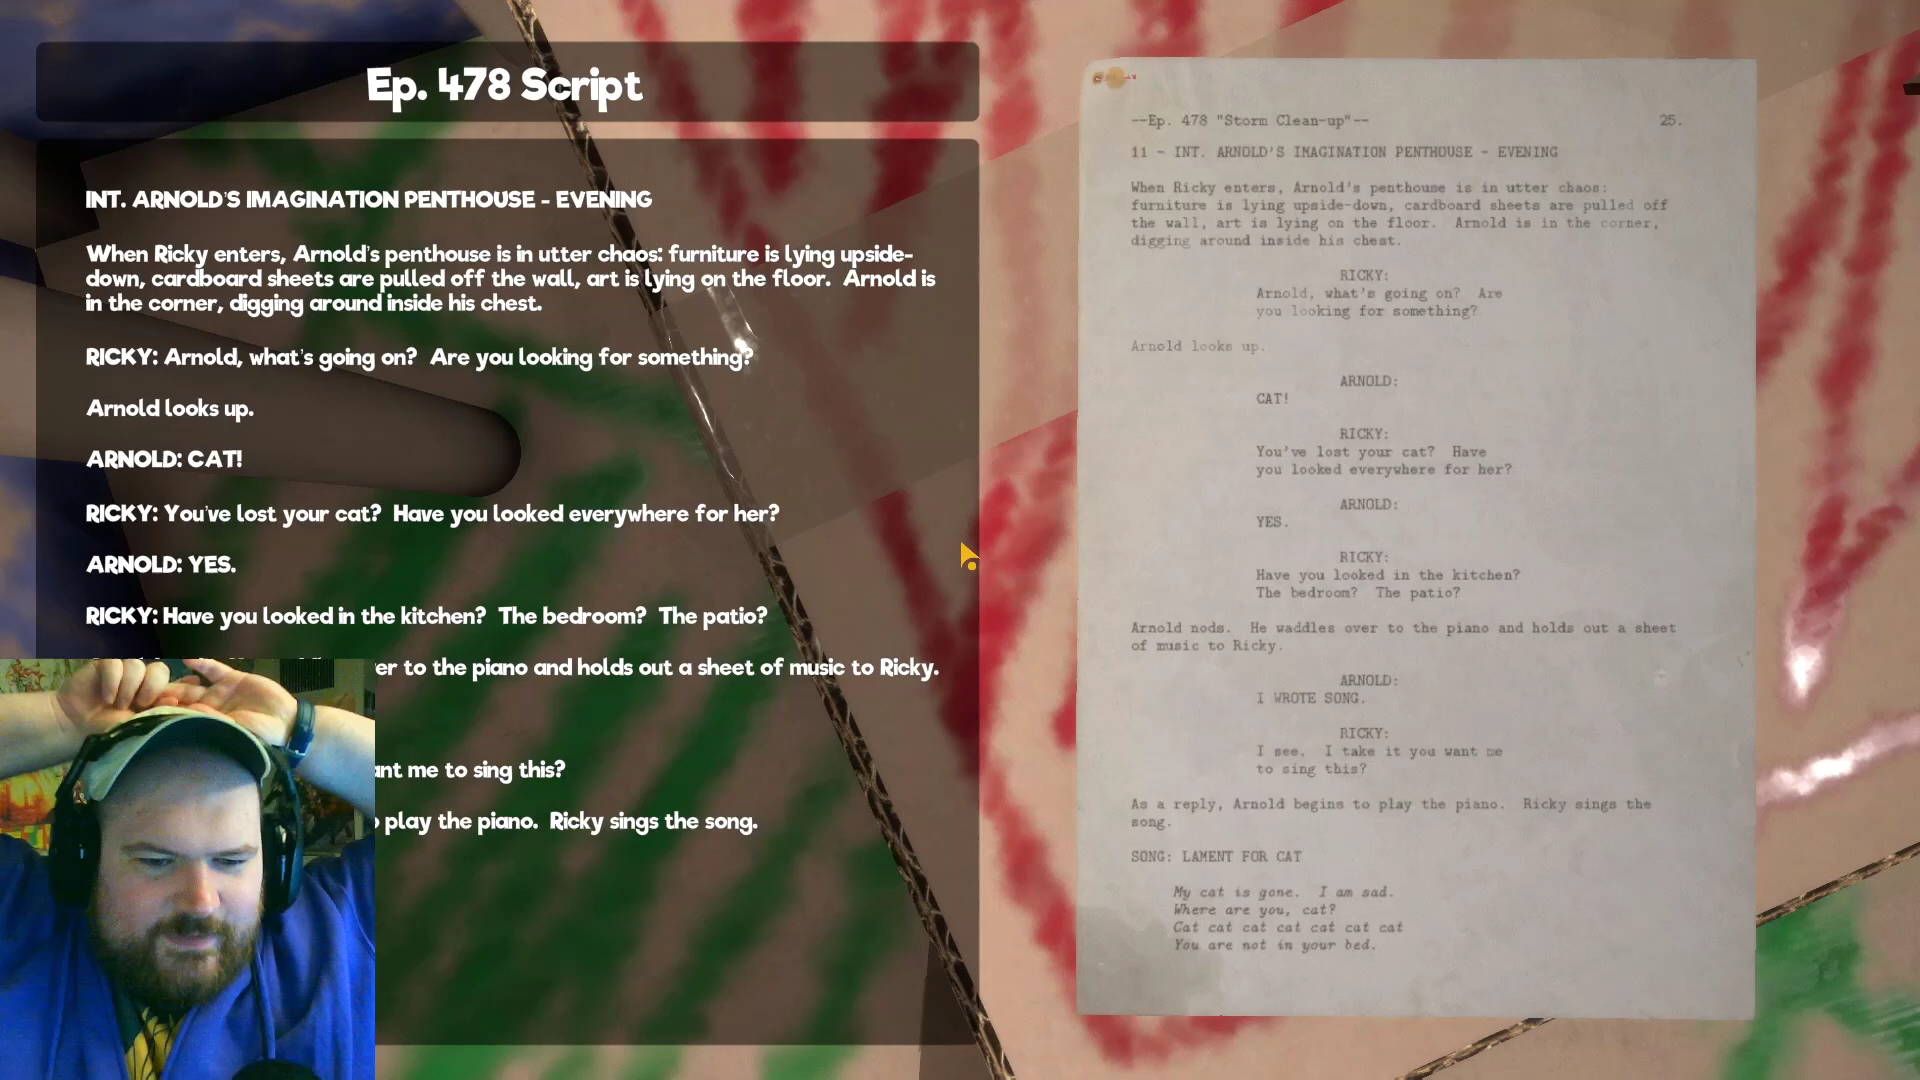 Ep. 478 Script
INT. ARNOLD'S IMAGINATION PENTHOUSE - EVENING
When Ricky enters, Arnold's penthouse is in utter chaos: furniture is lying upside-
down, cardboard sheets are pulled off the wall, art is lying on the floor. Arnold is
in the corner, digging around inside his chest.
RICKY: Arnold, what's going on? Are you looking for something?
Arnold looks up.
ARNOLD: CAT!
RICKY: You've lost your cat? Have you looked everywhere for her?
ARNOLD: YES.
RICKY: Have you looked in the kitchen? The bedroom? The patio?
to the piano and holds out a sheet of music to Ricky.
me to sing this?
play the piano. Ricky sings the song.
--Ep. 478 "Storm Clean-up"-- 25.
11 - INT. ARNOLD'S IMAGINATION PENTHOUSE - EVENING
When Ricky enters, Arnold's penthouse is in utter chaos:
furniture is lying upside-down, cardboard sheets are pulled off
the wall, art is lying on the floor. Arnold is in the corner,
digging around inside his chest.
RICKY:
Arnold, what's going on? Are
you looking for something?
Arnold looks up.
ARNOLD:
CAT!
RICKY:
You've lost your cat? Have
you looked everywhere for her?
ARNOLD:
YES.
RICKY:
Have you looked in the kitchen?
The bedroom? The patio?
Arnold nods. He waddles over to the piano and holds out a sheet
of music to Ricky.
ARNOLD:
I WROTE SONG.
RICKY:
I see. I take it you want me
to sing this?
As a reply, Arnold begins to play the piano. Ricky sings the
song.
SONG: LAMENT FOR CAT
My cat is gone. I am sad.
Where are you, cat?
Cat cat cat cat cat cat cat
You are not in your bed.